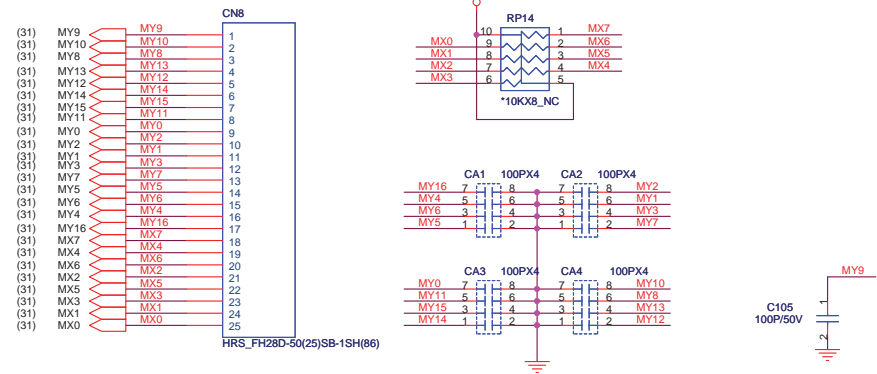 CN8
(31) MY9 MY9 1
(31) MY10 MY10 2
(31) MY8 MY8 3
(31) MY13 MY13 4
(31) MY12 MY12 5
(31) MY14 MY14 6
(31) MY15 MY15 7
(31) MY11 MY11 8
(31) MY0 MY0 9
(31) MY2 MY2 10
(31) MY1 MY1 11
(31) MY3 MY3 12
(31) MY7 MY7 13
(31) MY5 MY5 14
(31) MY6 MY6 15
(31) MY4 MY4 16
(31) MY16 MY16 17
(31) MX7 MX7 18
(31) MX4 MX4 19
(31) MX6 MX6 20
(31) MX2 MX2 21
(31) MX5 MX5 22
(31) MX3 MX3 23
(31) MX1 MX1 24
(31) MX0 MX0 25
HRS_FH28D-50(25)SB-1SH(86)
RP14
10 1 MX7
MX0 9 2 MX6
MX1 8 3 MX5
MX2 7 4 MX4
MX3 6 5
*10KX8_NC
CA1 100PX4 CA2 100PX4
MY16 7 8 7 8 MY2
MY4 5 6 5 6 MY1
MY6 3 4 3 4 MY3
MY5 1 2 1 2 MY7
CA3 100PX4 CA4 100PX4
MY0 7 8 7 8 MY10
MY11 5 6 5 6 MY8
MY15 3 4 3 4 MY13
MY14 1 2 1 2 MY12
MY9
1
C105
100P/50V
2